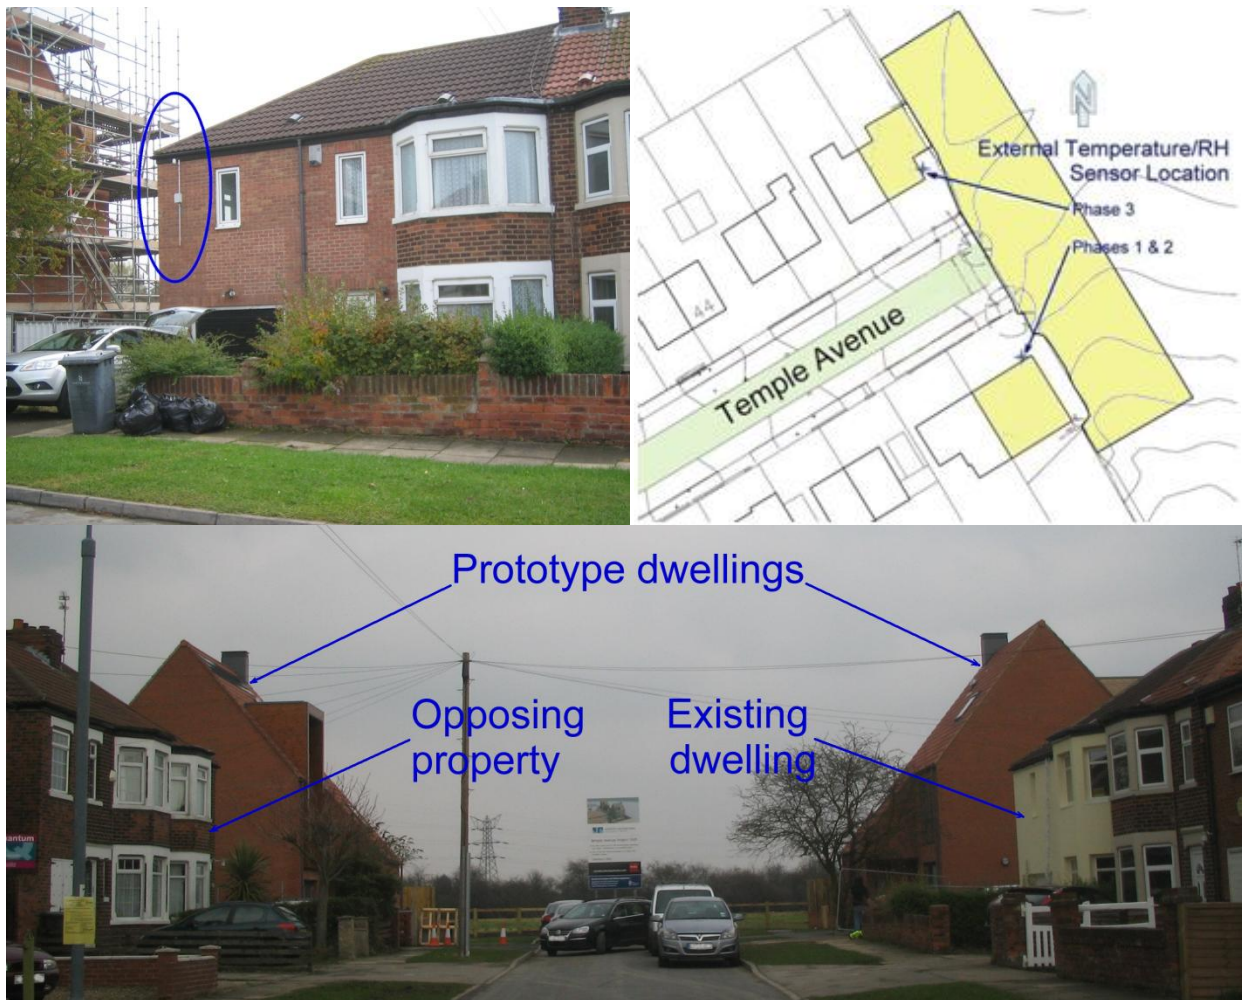 N
External Temperature/RH
Sensor Location
Phase 3
Phases 1 & 2
44
Temple Avenue
Prototype dwellings
Opposing
property
Existing
dwelling